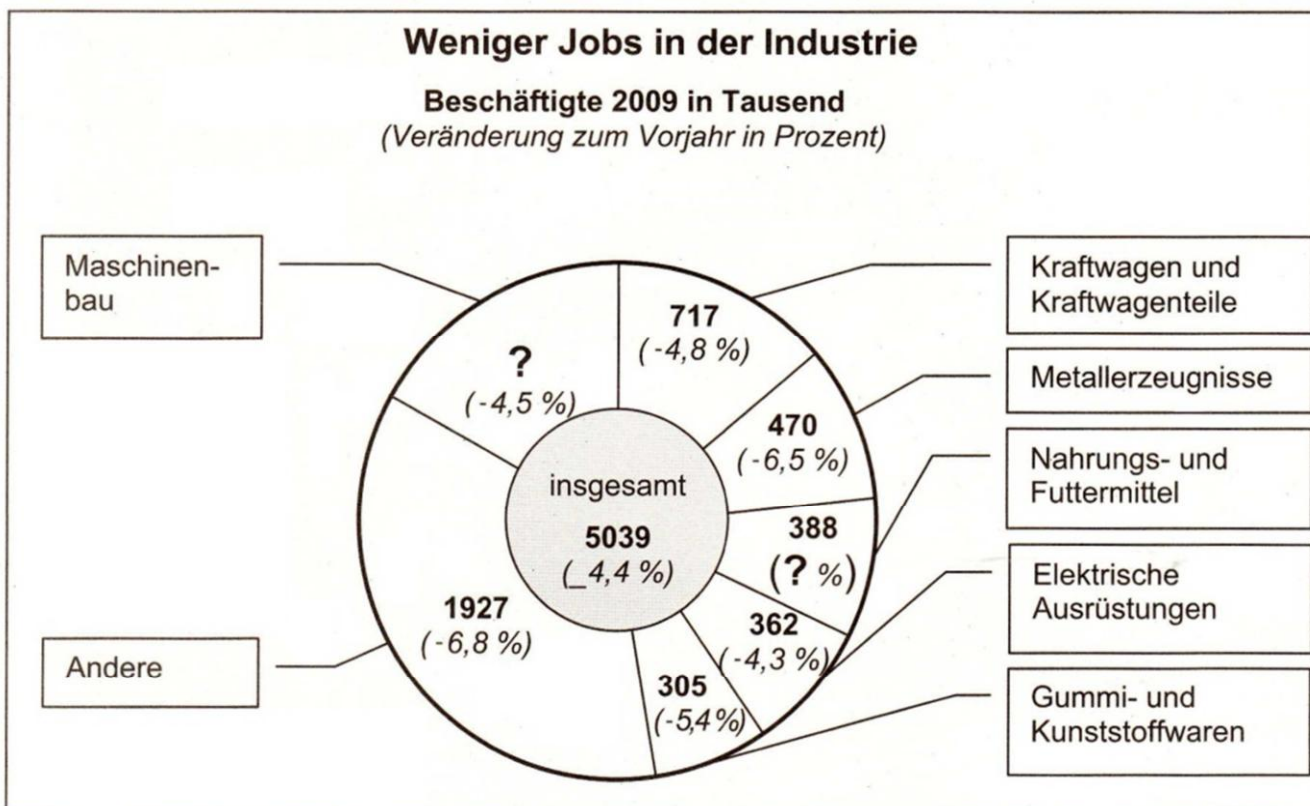 Weniger Jobs in der Industrie
Beschäftigte 2009 in Tausend
(Veränderung zum Vorjahr in Prozent)
Maschinen-
bau
?
(-4,5 %)
717
(-4,8 %)
Kraftwagen und
Kraftwagenteile
470
(-6,5 %)
Metallerzeugnisse
388
(? %)
Nahrungs- und
Futtermittel
insgesamt
5039
(_4,4 %)
362
(-4,3 %)
Elektrische
Ausrüstungen
305
(-5,4%)
Gummi- und
Kunststoffwaren
1927
(-6,8 %)
Andere